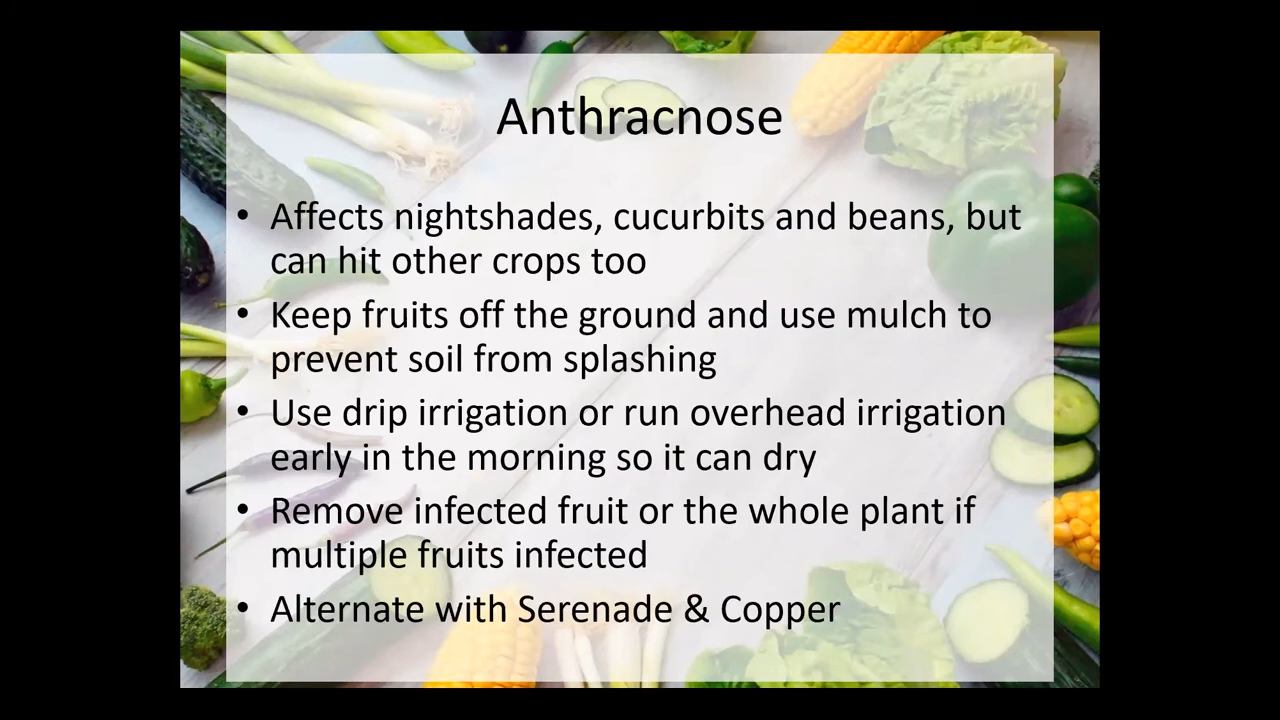 Anthracnose
• Affects nightshades, cucurbits and beans, but
can hit other crops too
• Keep fruits off the ground and use mulch to
prevent soil from splashing
• Use drip irrigation or run overhead irrigation
early in the morning so it can dry
• Remove infected fruit or the whole plant if
multiple fruits infected
• Alternate with Serenade & Copper